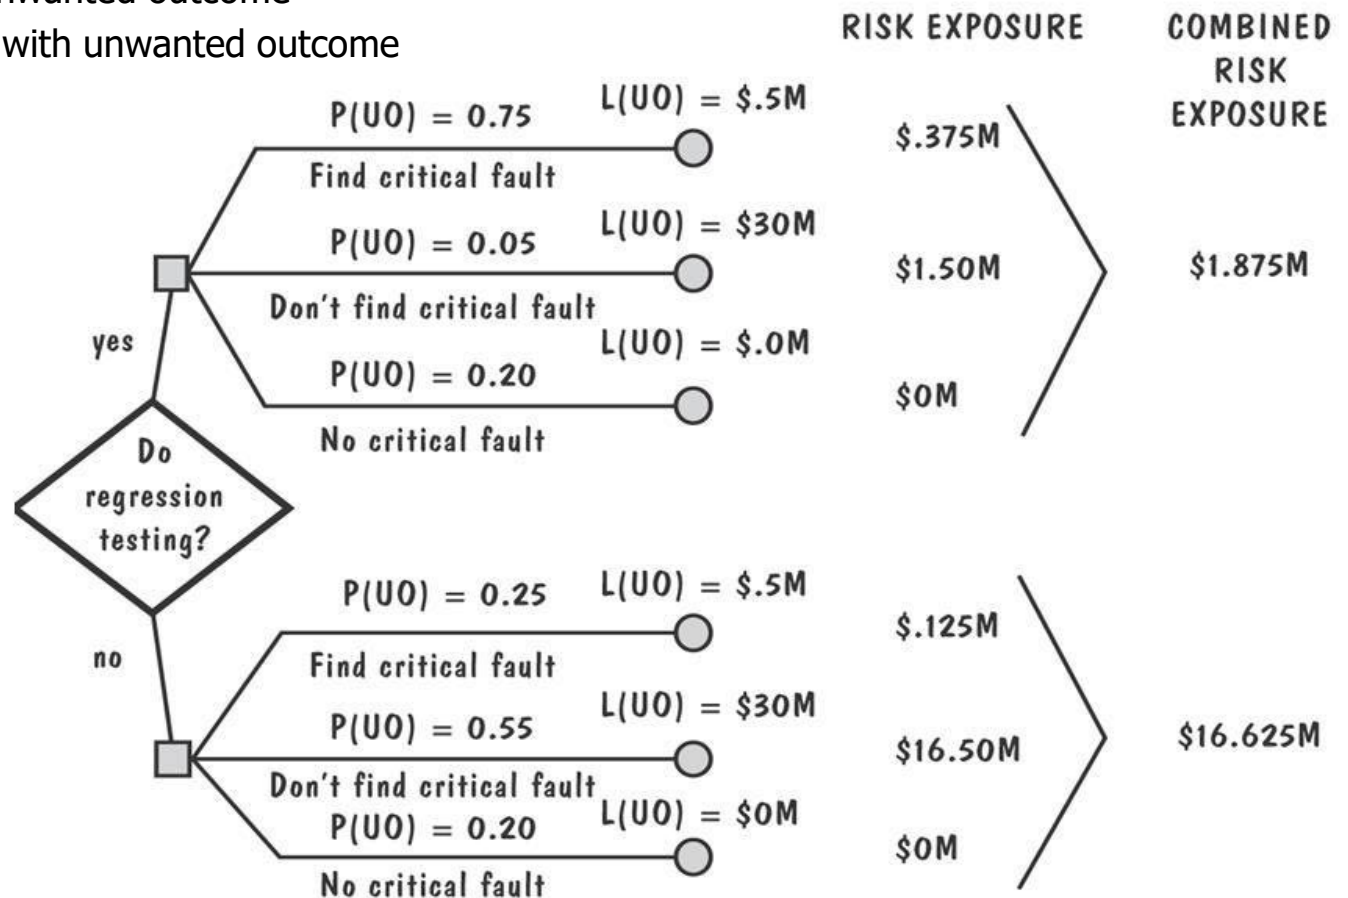 unwanted outcome
with unwanted outcome
RISK EXPOSURE
COMBINED
RISK
EXPOSURE
P(UO) = 0.75
L(UO) = $.5M
$.375M
Find critical fault
P(UO) = 0.05
L(UO) = $30M
$1.50M
$1.875M
Don't find critical fault
yes
P(UO) = 0.20
L(UO) = $.0M
$0M
No critical fault
Do
regression
testing?
no
P(UO) = 0.25
L(UO) = $.5M
$.125M
Find critical fault
P(UO) = 0.55
L(UO) = $30M
$16.50M
$16.625M
Don't find critical fault
P(UO) = 0.20
L(UO) = $0M
$0M
No critical fault